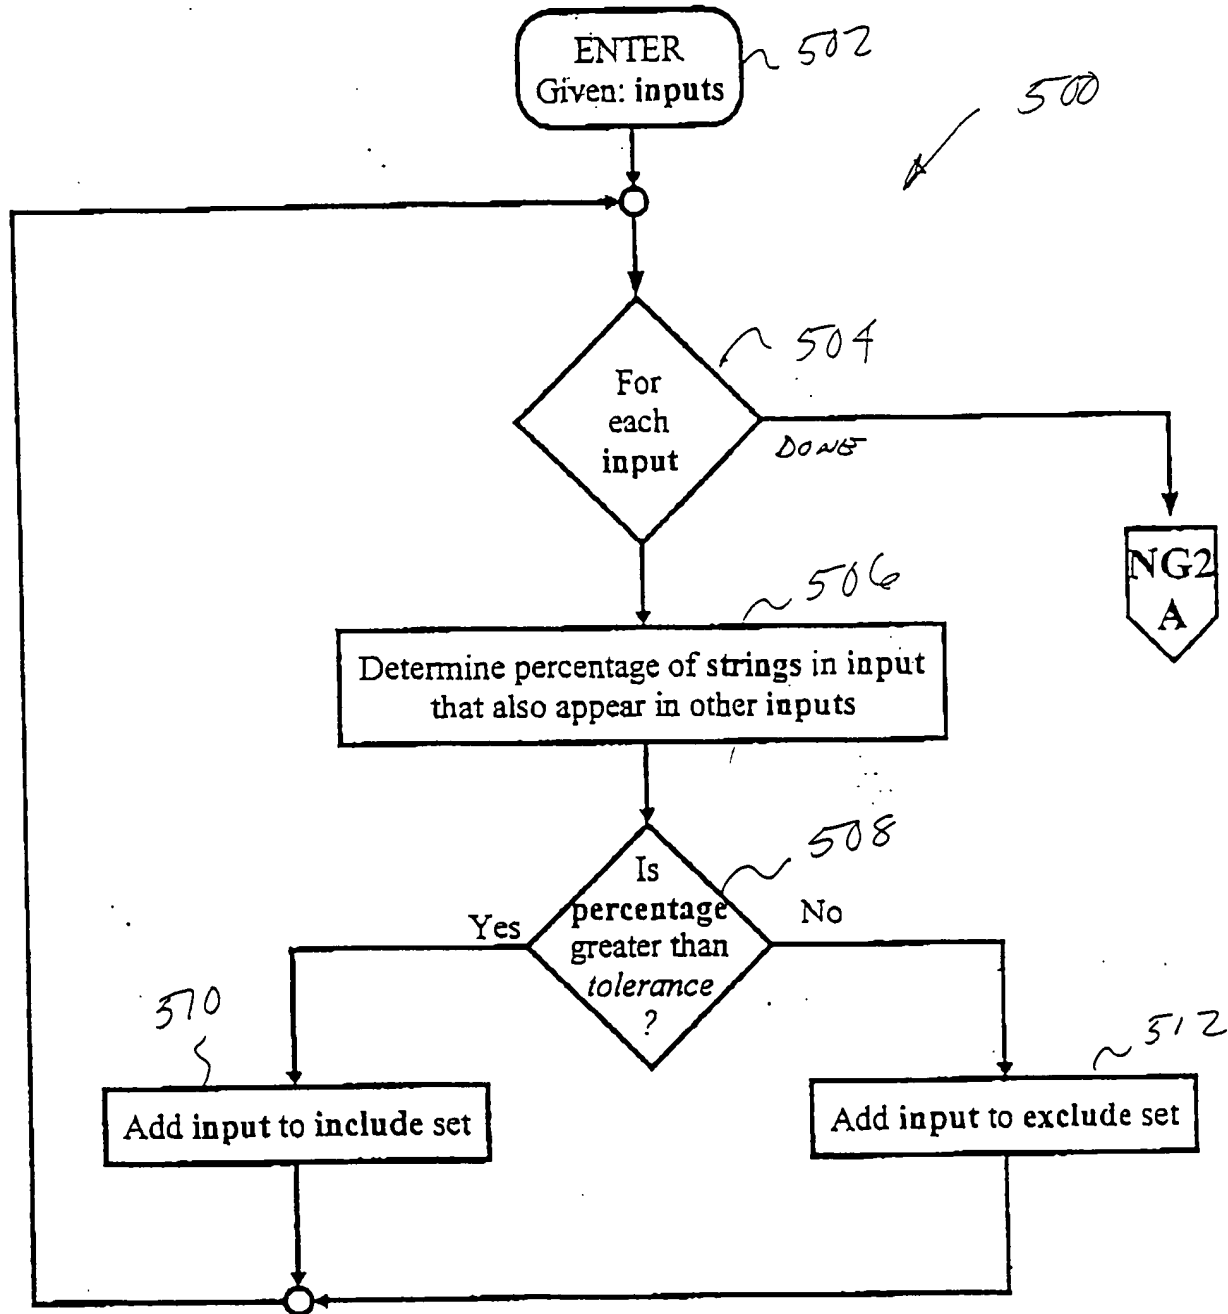 ENTER
Given: inputs
502
500
504
For
each
input
DONE
NG2
A
506
Determine percentage of strings in input
that also appear in other inputs
508
Is
percentage
greater than
tolerance
?
Yes
No
510
512
Add input to include set
Add input to exclude set